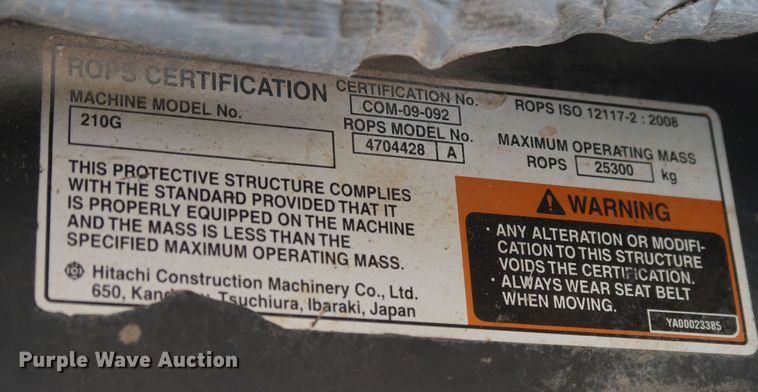 ROPS CERTIFICATION
MACHINE MODEL No.
210G
CERTIFICATION No.
COM-09-092
ROPS MODEL No.
4704428 A
ROPS ISO 12117-2 : 2008
MAXIMUM OPERATING MASS
ROPS 25300 kg
THIS PROTECTIVE STRUCTURE COMPLIES
WITH THE STANDARD PROVIDED THAT IT
IS PROPERLY EQUIPPED ON THE MACHINE
AND THE MASS IS LESS THAN THE
SPECIFIED MAXIMUM OPERATING MASS.
Hitachi Construction Machinery Co., Ltd.
650, Tsuchiura, Ibaraki, Japan
WARNING
· ANY ALTERATION OR MODIFI-
CATION TO THIS STRUCTURE
VOIDS THE CERTIFICATION.
· ALWAYS WEAR SEAT BELT
WHEN MOVING.
YA00023385
Purple Wave Auction